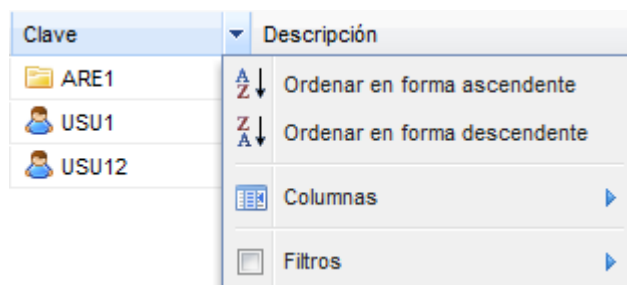 Clave Descripción
ARE1
Ordenar en forma ascendente
USU1
Ordenar en forma descendente
USU12
Columnas
Filtros